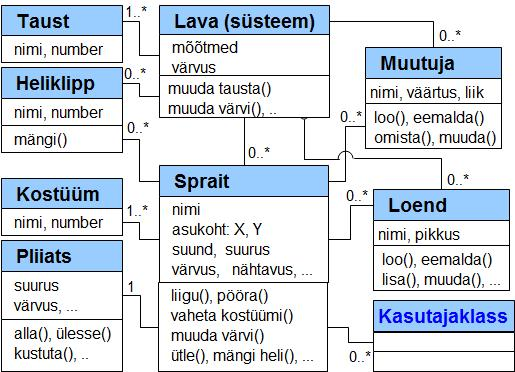 Taust
nimi, number
1..*
Lava (süsteem)
mõõtmed
värvus
muuda tausta()
muuda värvi(), ..
0..*
Muutuja
nimi, väärtus, liik
loo(), eemalda()
omista(), muuda()
Heliklipp
nimi, number
mängi()
0..*
0..*
0..*
0..*
0..*
Kostüüm
nimi, number
1..*
Sprait
nimi
asukoht: X, Y
suund, suurus
värvus, nähtavus, ...
liigu(), pööra()
vaheta kostüümi()
muuda värvi()
ütle(), mängi heli(), ...
0..*
Loend
nimi, pikkus
loo(), eemalda()
lisa(), muuda(), ...
Pliiats
suurus
värvus, ...
alla(), ülesse()
kustuta(), ..
1
Kasutajaklass
0..*